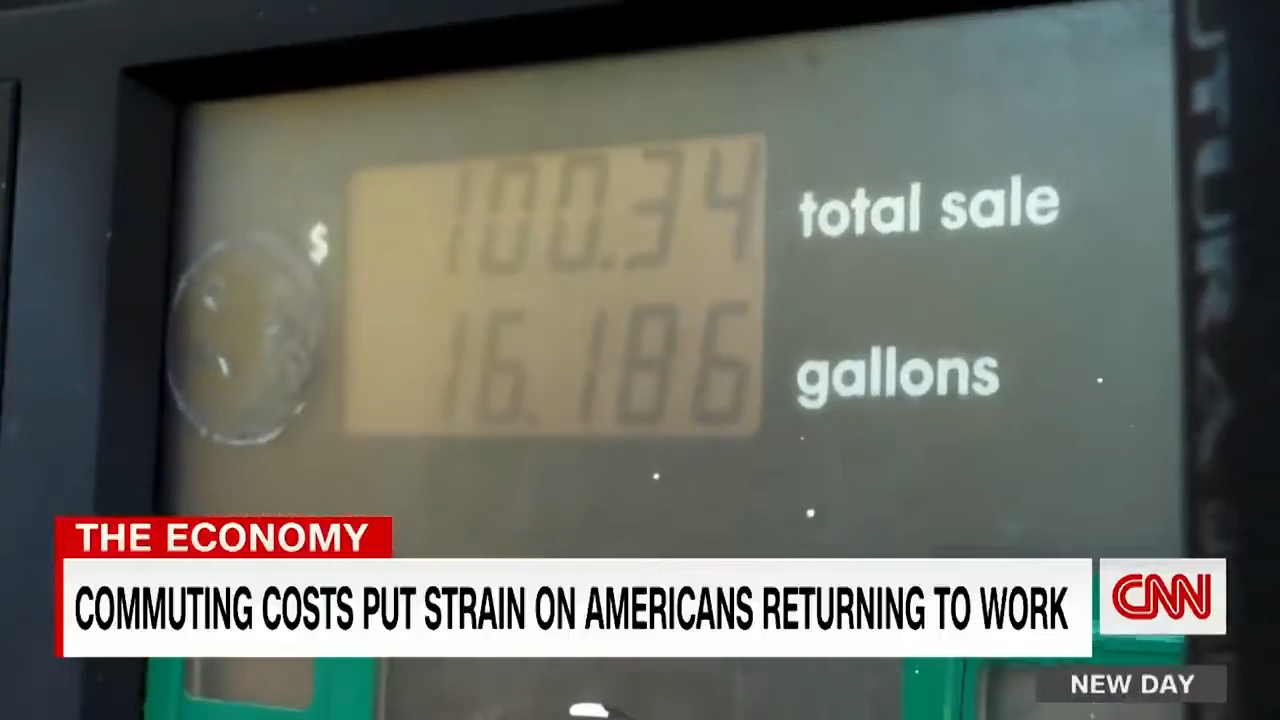 $ 100.34 total sale
16.186 gallons
THE ECONOMY
COMMUTING COSTS PUT STRAIN ON AMERICANS RETURNING TO WORK
CNN
NEW DAY